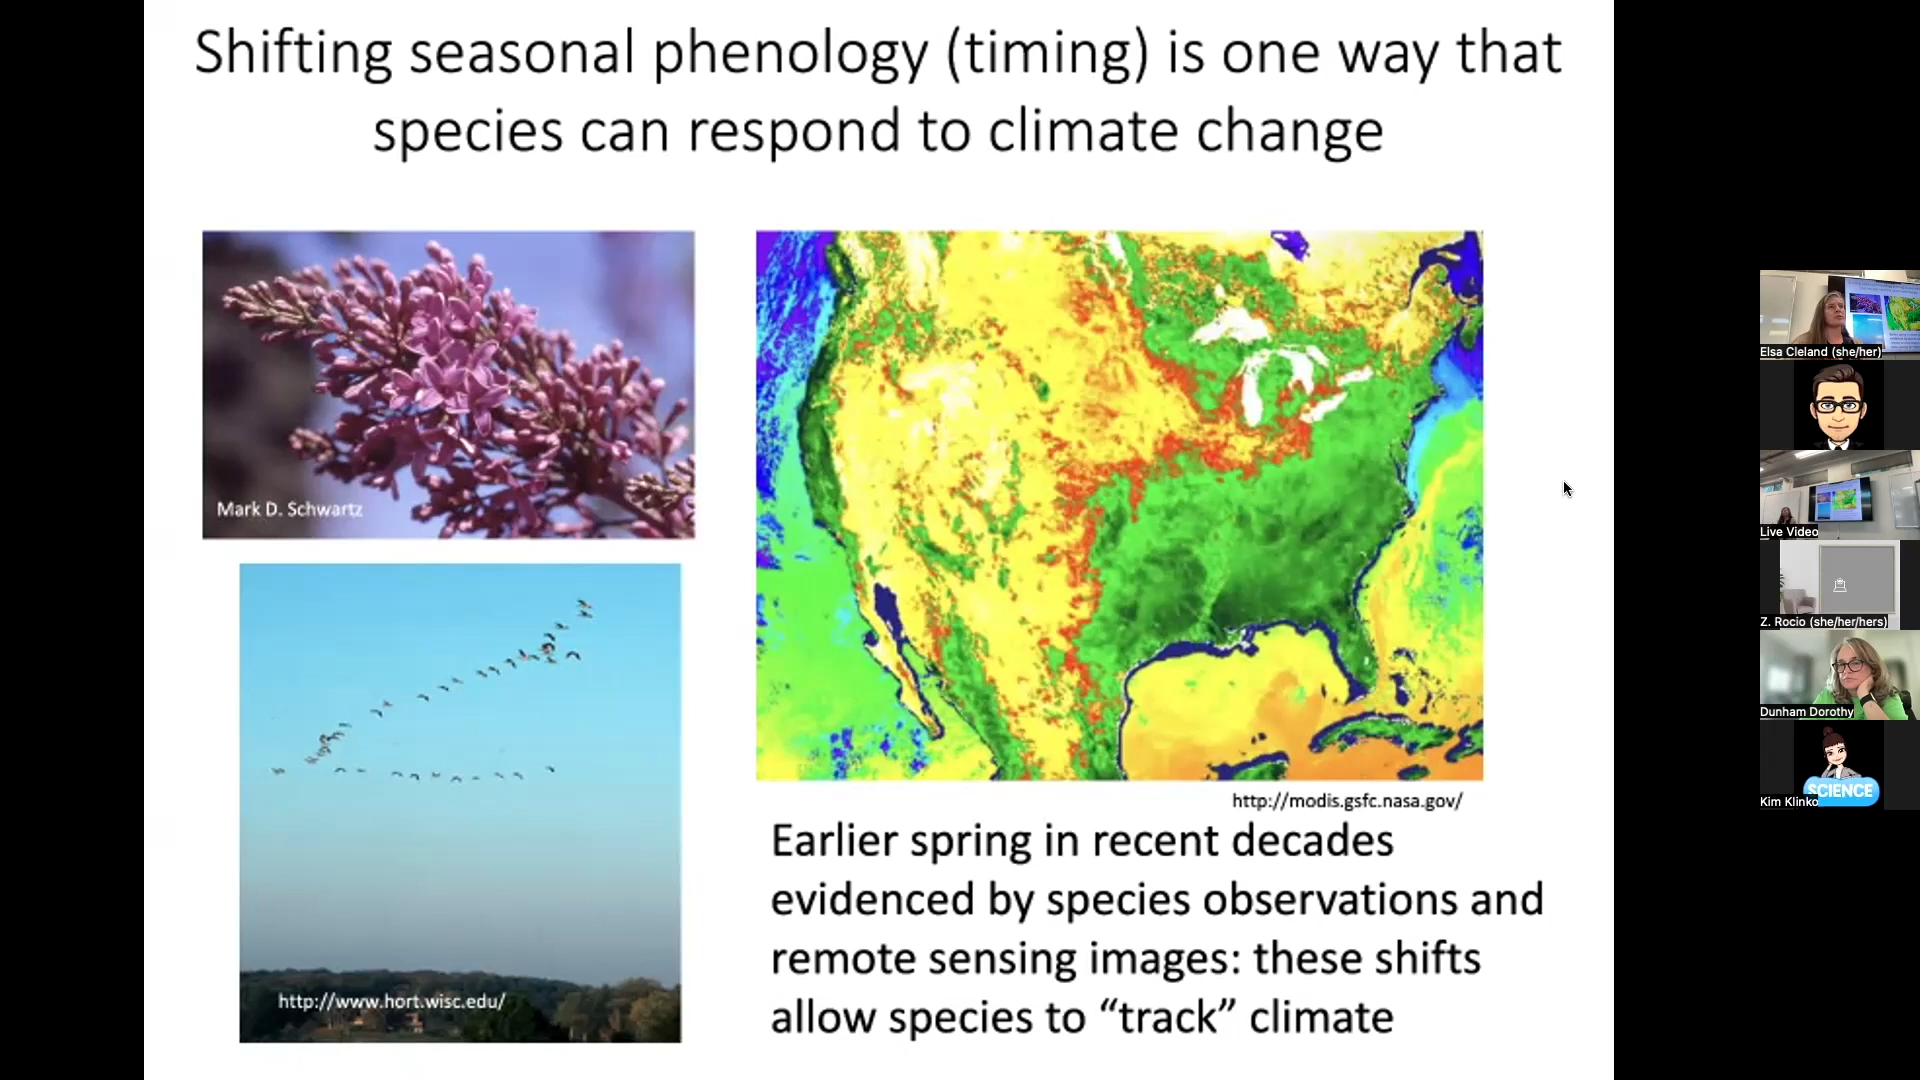 Shifting seasonal phenology (timing) is one way that
species can respond to climate change
Mark D. Schwartz
http://www.hort.wisc.edu/
http://modis.gsfc.nasa.gov/
Earlier spring in recent decades
evidenced by species observations and
remote sensing images: these shifts
allow species to “track” climate
Elsa Cleland (she/her)
Live Video
Z. Rocio (she/her/hers)
Dunham Dorothy
SCIENCE
Kim Klinko